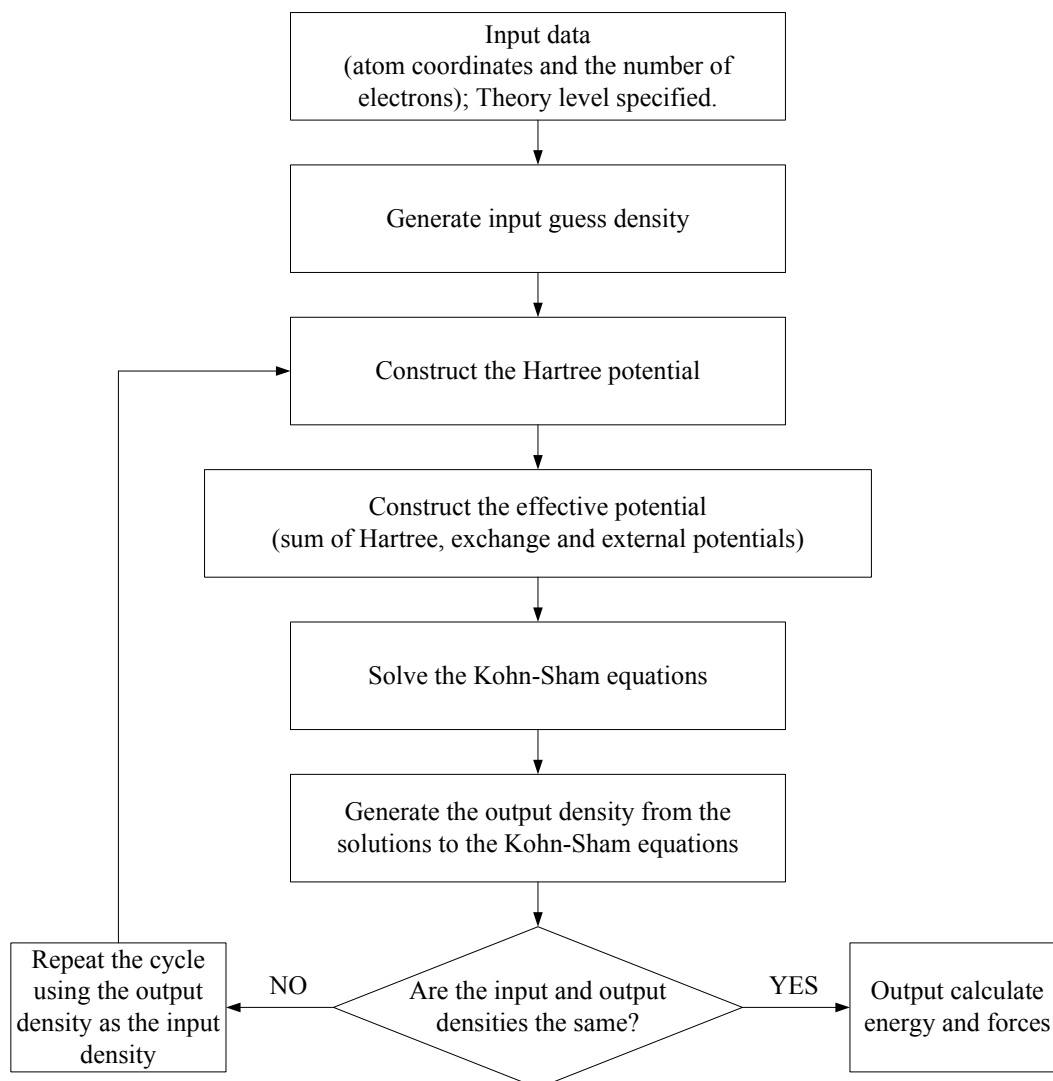 Input data
(atom coordinates and the number of
electrons); Theory level specified.
Generate input guess density
Construct the Hartree potential
Construct the effective potential
(sum of Hartree, exchange and external potentials)
Solve the Kohn-Sham equations
Generate the output density from the
solutions to the Kohn-Sham equations
Are the input and output
densities the same?
NO
Repeat the cycle
using the output
density as the input
density
YES
Output calculate
energy and forces